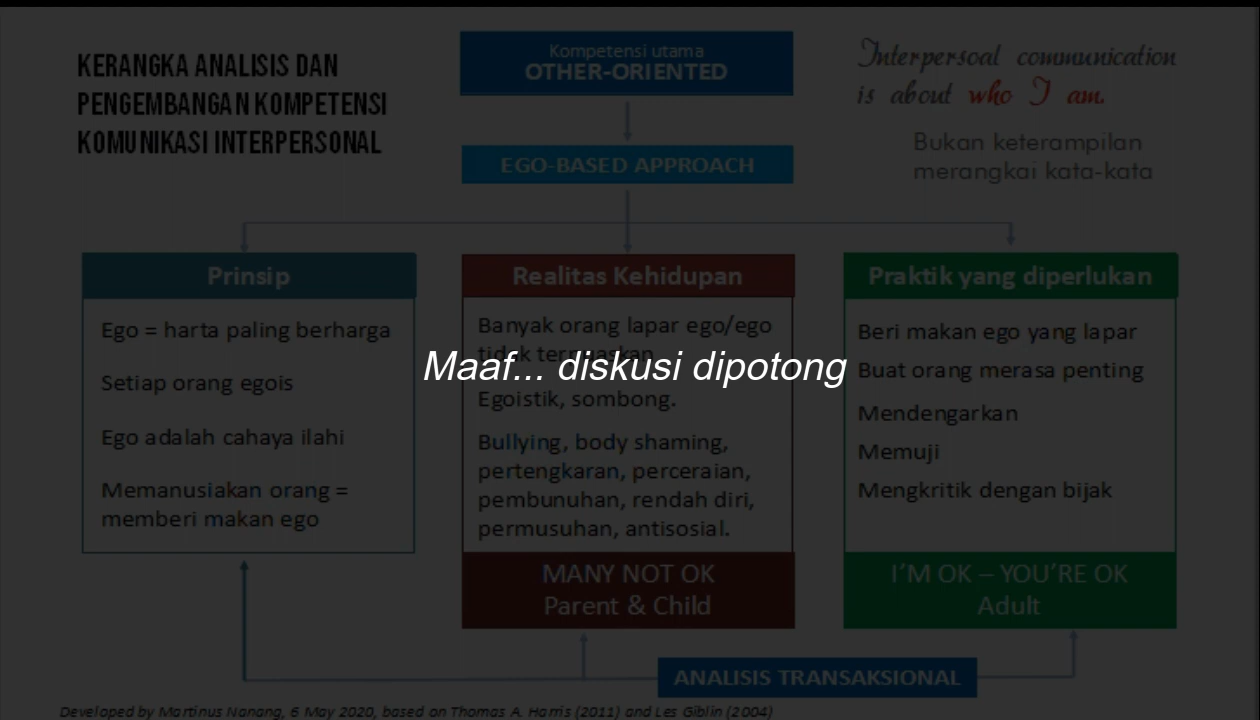 KERANGKA ANALISIS DAN
PENGEMBANGAN KOMPETENSI
KOMUNIKASI INTERPERSONAL
Kompetensi utama
OTHER-ORIENTED
Interpersoal communication
is about who I am.
Bukan keterampilan
merangkai kata-kata
EGO-BASED APPROACH
Prinsip
Ego = harta paling berharga
Setiap orang egois
Ego adalah cahaya ilahi
Memanusiakan orang =
memberi makan ego
Realitas Kehidupan
Banyak orang lapar ego/ego
tidak
Maaf... diskusi dipotong
Egoistik, sombong.
Bullying, body shaming,
pertengkaran, perceraian,
pembunuhan, rendah diri,
permusuhan, antisosial.
MANY NOT OK
Parent & Child
Praktik yang diperlukan
Beri makan ego yang lapar
Buat orang merasa penting
Mendengarkan
Memuji
Mengkritik dengan bijak
I'M OK – YOU'RE OK
Adult
ANALISIS TRANSAKSIONAL
Developed by Martinus Nanang, 6 May 2020, based on Thomas A. Harris (2011) and Les Giblin (2004)